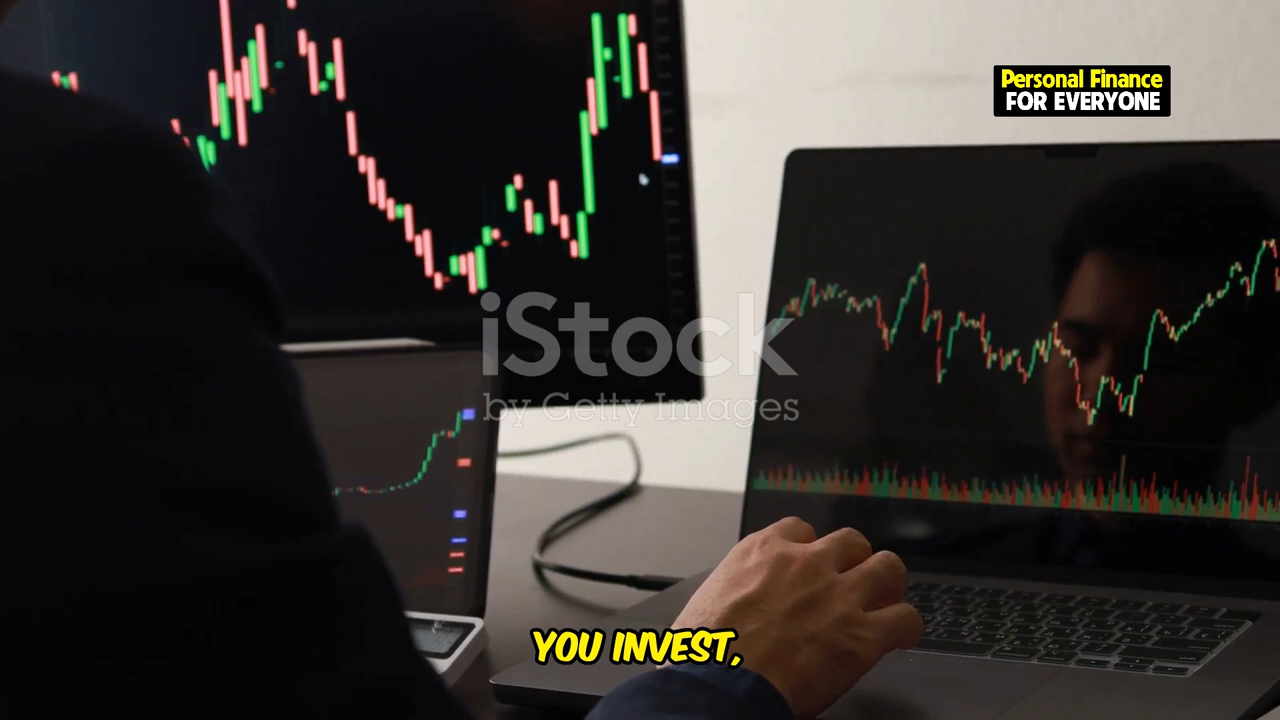 Personal Finance
FOR EVERYONE
iStock
by Getty Images
YOU INVEST,